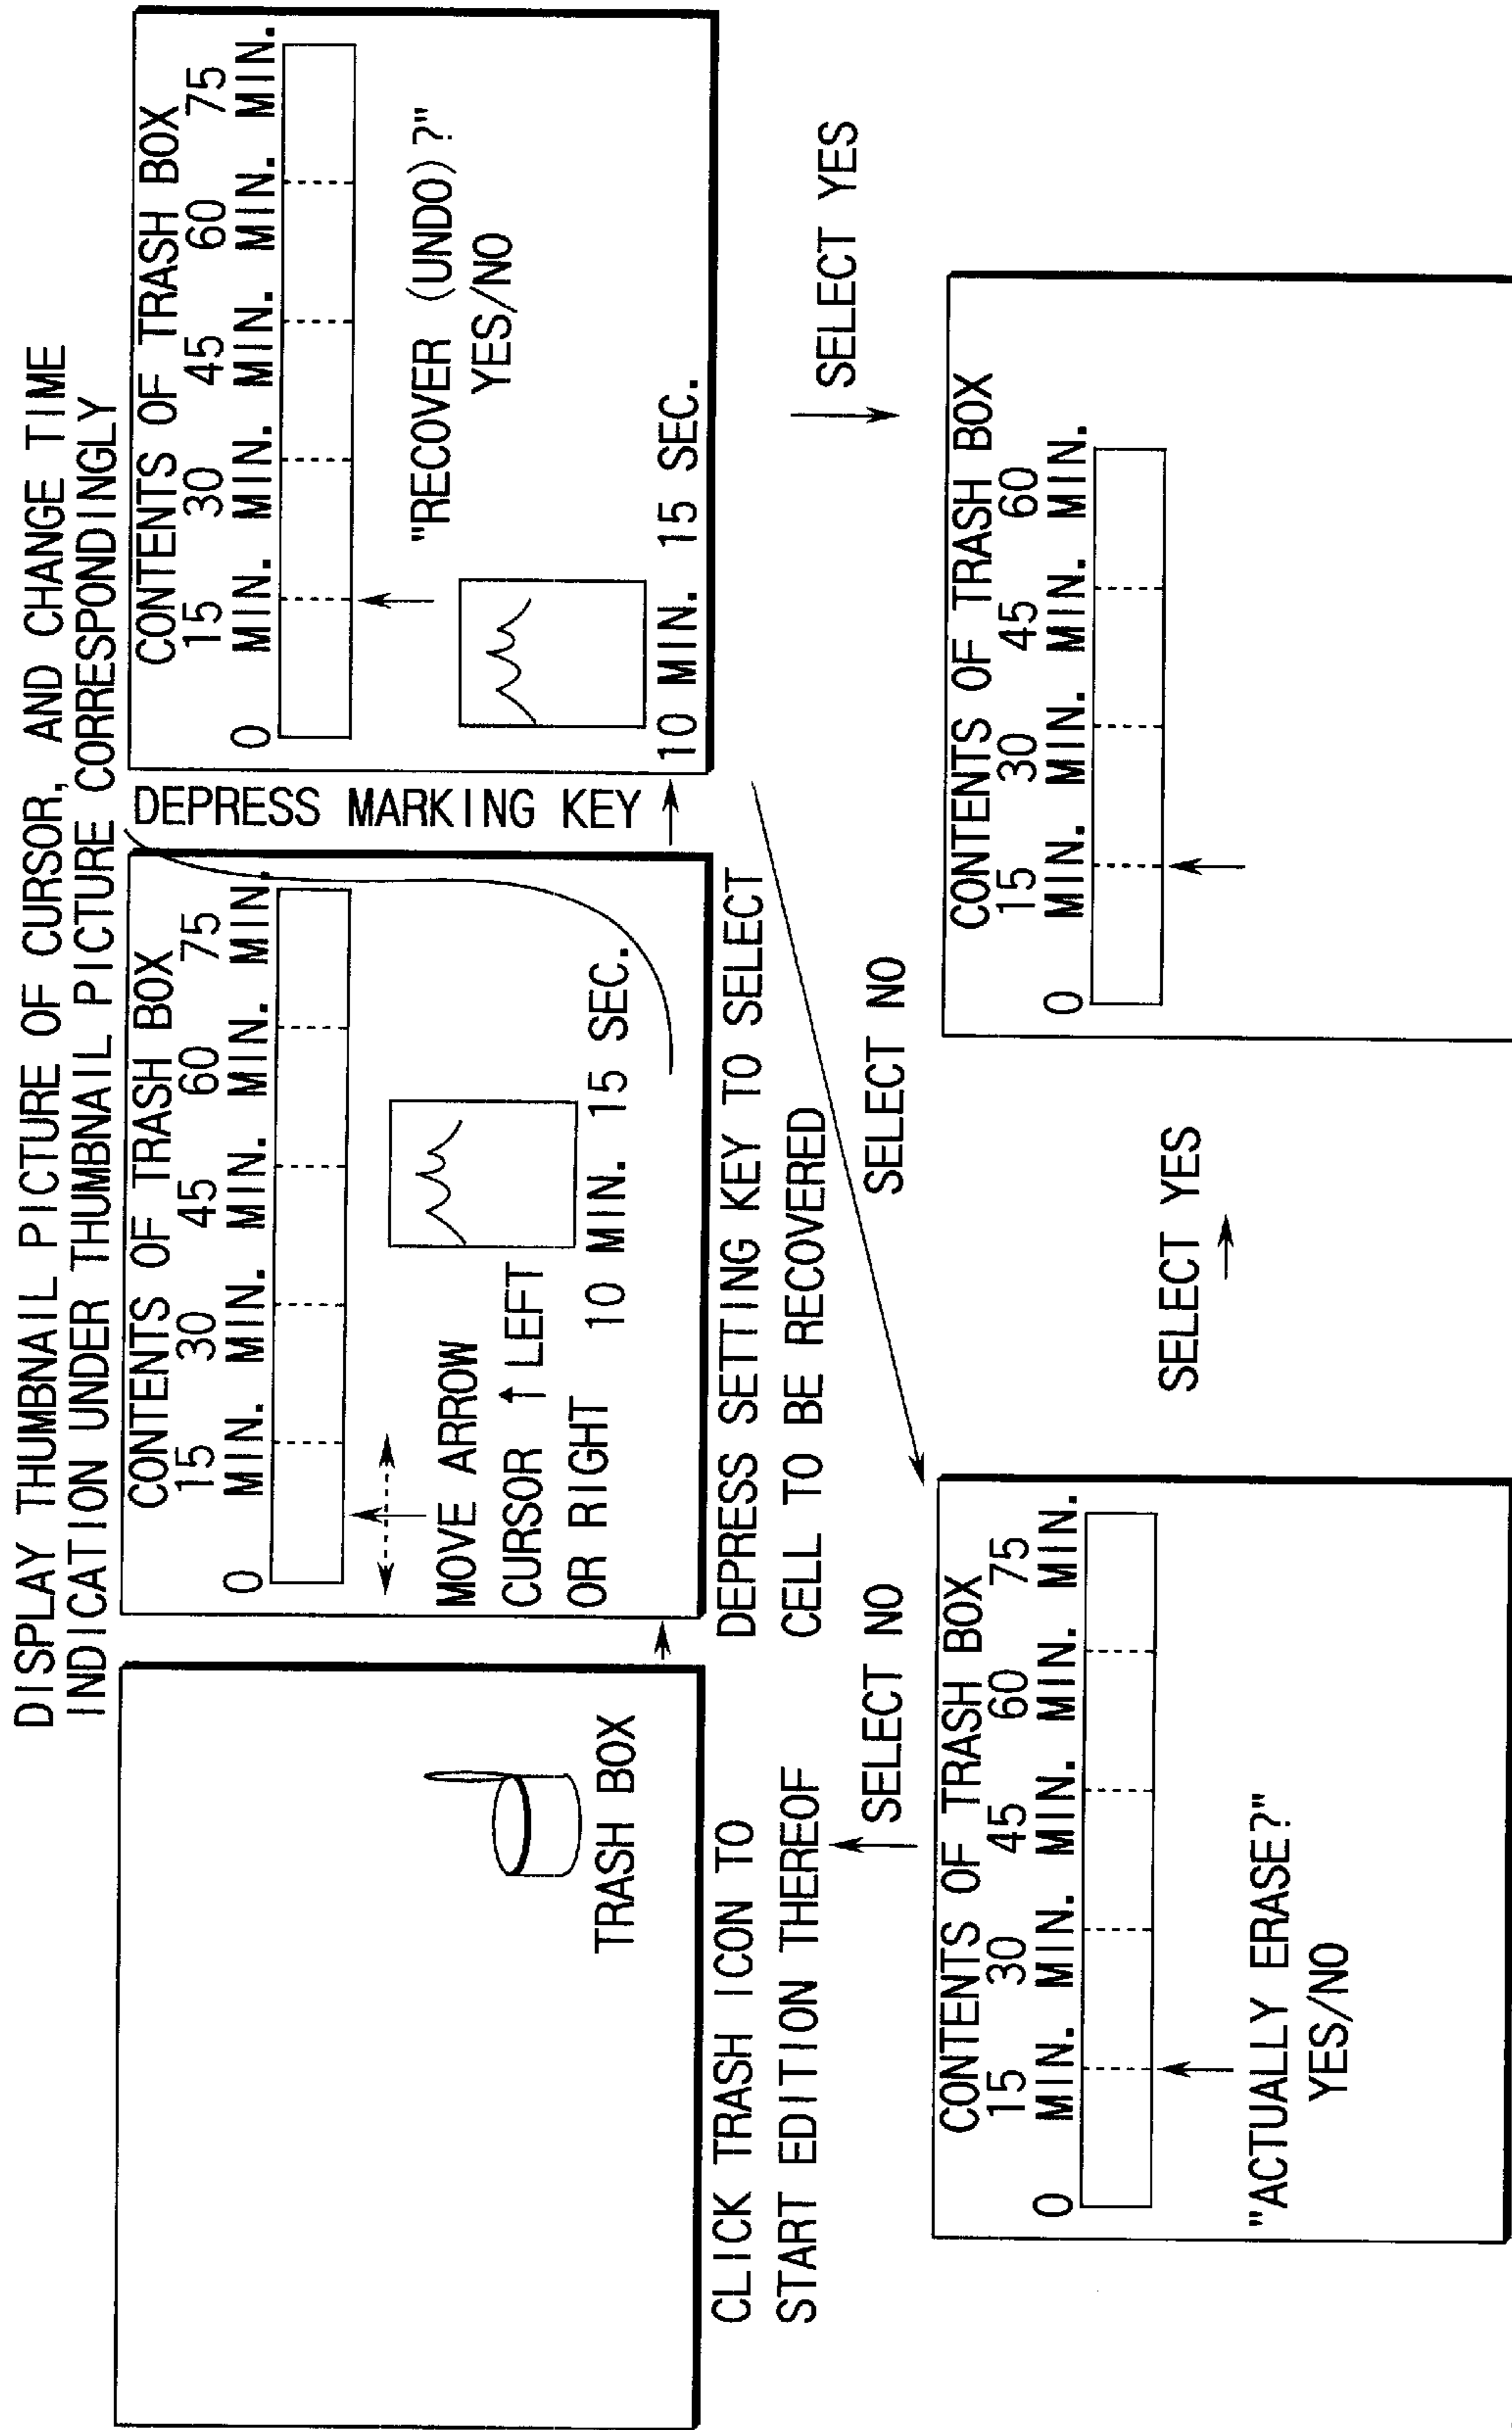 DISPLAY THUMBNAIL PICTURE OF CURSOR, AND CHANGE TIME
INDICATION UNDER THUMBNAIL PICTURE CORRESPONDINGLY
TRASH BOX
CLICK TRASH ICON TO
START EDITION THEREOF
CONTENTS OF TRASH BOX
15 30 45 60 75
0 MIN. MIN. MIN. MIN. MIN.
MOVE ARROW
CURSOR ↑ LEFT
OR RIGHT
10 MIN. 15 SEC.
DEPRESS SETTING KEY TO SELECT
CELL TO BE RECOVERED
DEPRESS MARKING KEY
CONTENTS OF TRASH BOX
15 30 45 60 75
0 MIN. MIN. MIN. MIN. MIN.
"RECOVER (UNDO)?"
YES/NO
10 MIN. 15 SEC.
SELECT NO
SELECT NO
SELECT YES
CONTENTS OF TRASH BOX
15 30 45 60 75
0 MIN. MIN. MIN. MIN. MIN.
"ACTUALLY ERASE?"
YES/NO
SELECT YES
CONTENTS OF TRASH BOX
15 30 45 60
0 MIN. MIN. MIN. MIN.